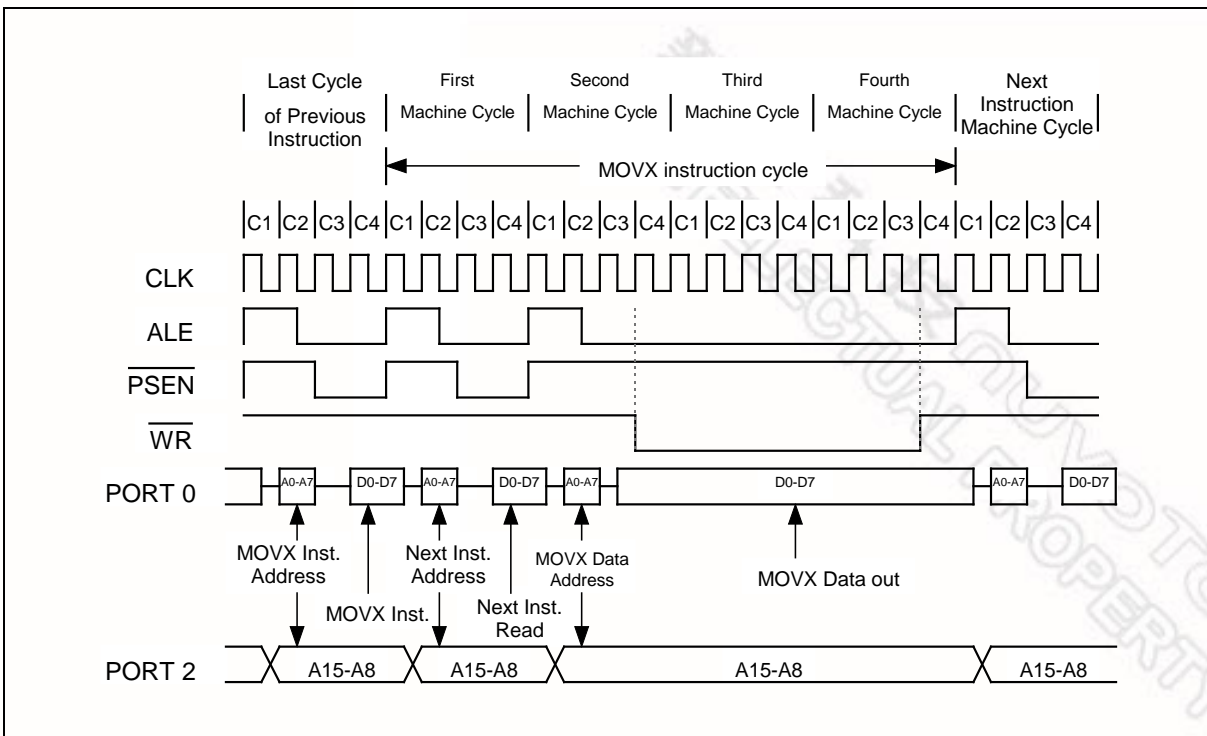 Last Cycle
of Previous
Instruction
First
Machine Cycle
Second
Machine Cycle
Third
Machine Cycle
Fourth
Machine Cycle
Next
Instruction
Machine Cycle
MOVX instruction cycle
C1 C2 C3 C4 C1 C2 C3 C4 C1 C2 C3 C4 C1 C2 C3 C4 C1 C2 C3 C4 C1 C2 C3 C4
CLK
ALE
PSEN
WR
PORT 0
A0-A7 D0-D7 A0-A7 D0-D7 A0-A7 D0-D7 A0-A7 D0-D7
MOVX Inst.
Address
MOVX Inst.
Next Inst.
Address
Next Inst.
Read
MOVX Data
Address
MOVX Data out
PORT 2
A15-A8 A15-A8 A15-A8 A15-A8
nuvoTo
PROPERTY